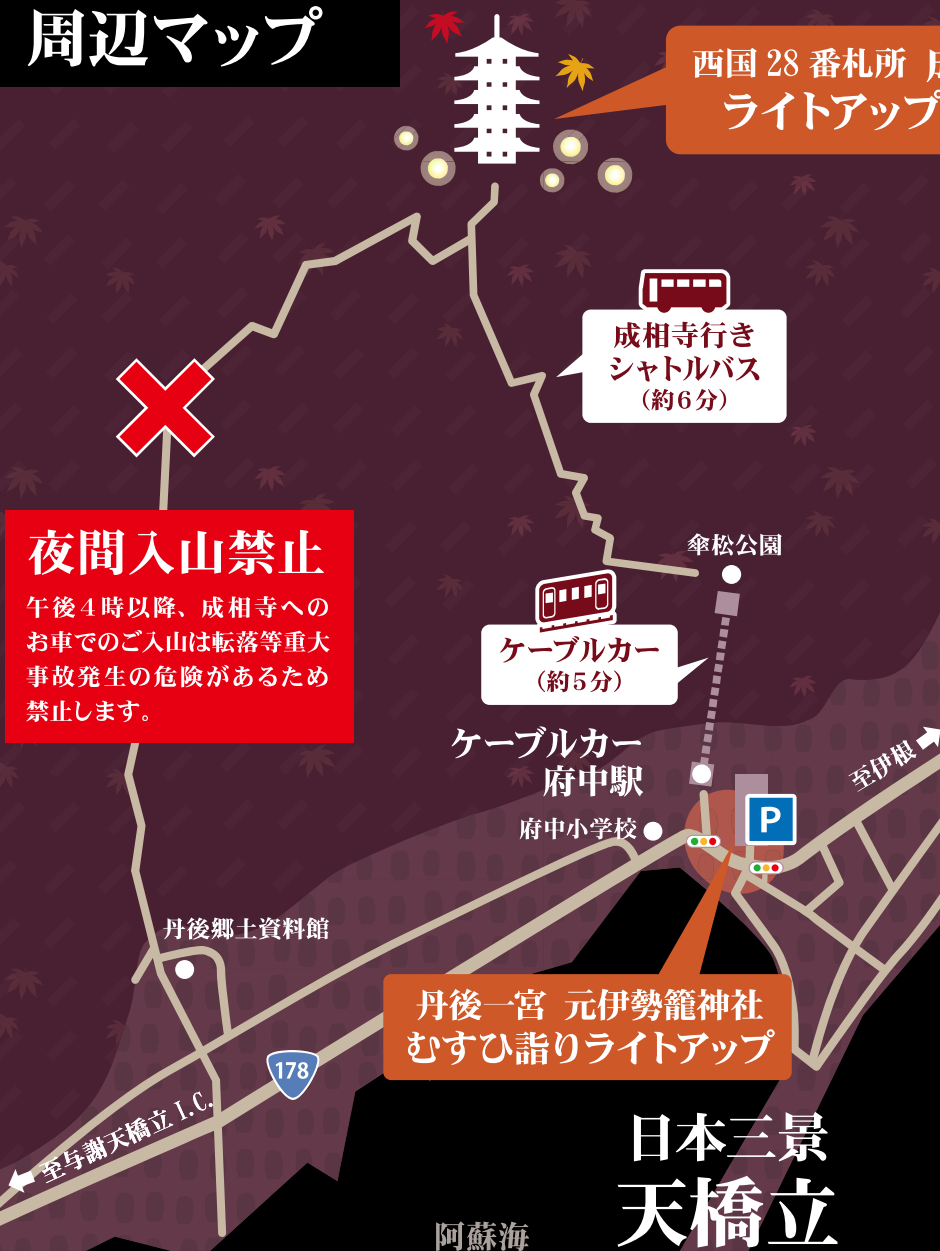 周辺マップ
西国 28 番札所
ライトアップ
成相寺行き
シャトルバス
（約６分）
夜間入山禁止
午後４時以降、成相寺への
お車でのご入山は転落等重大
事故発生の危険があるため
禁止します。
傘松公園
ケーブルカー
（約５分）
ケーブルカー
府中駅
至伊根
P
府中小学校
丹後郷土資料館
丹後一宮 元伊勢籠神社
むすひ詣りライトアップ
178
至与謝天橋立 I.C.
日本三景
天橋立
阿蘇海